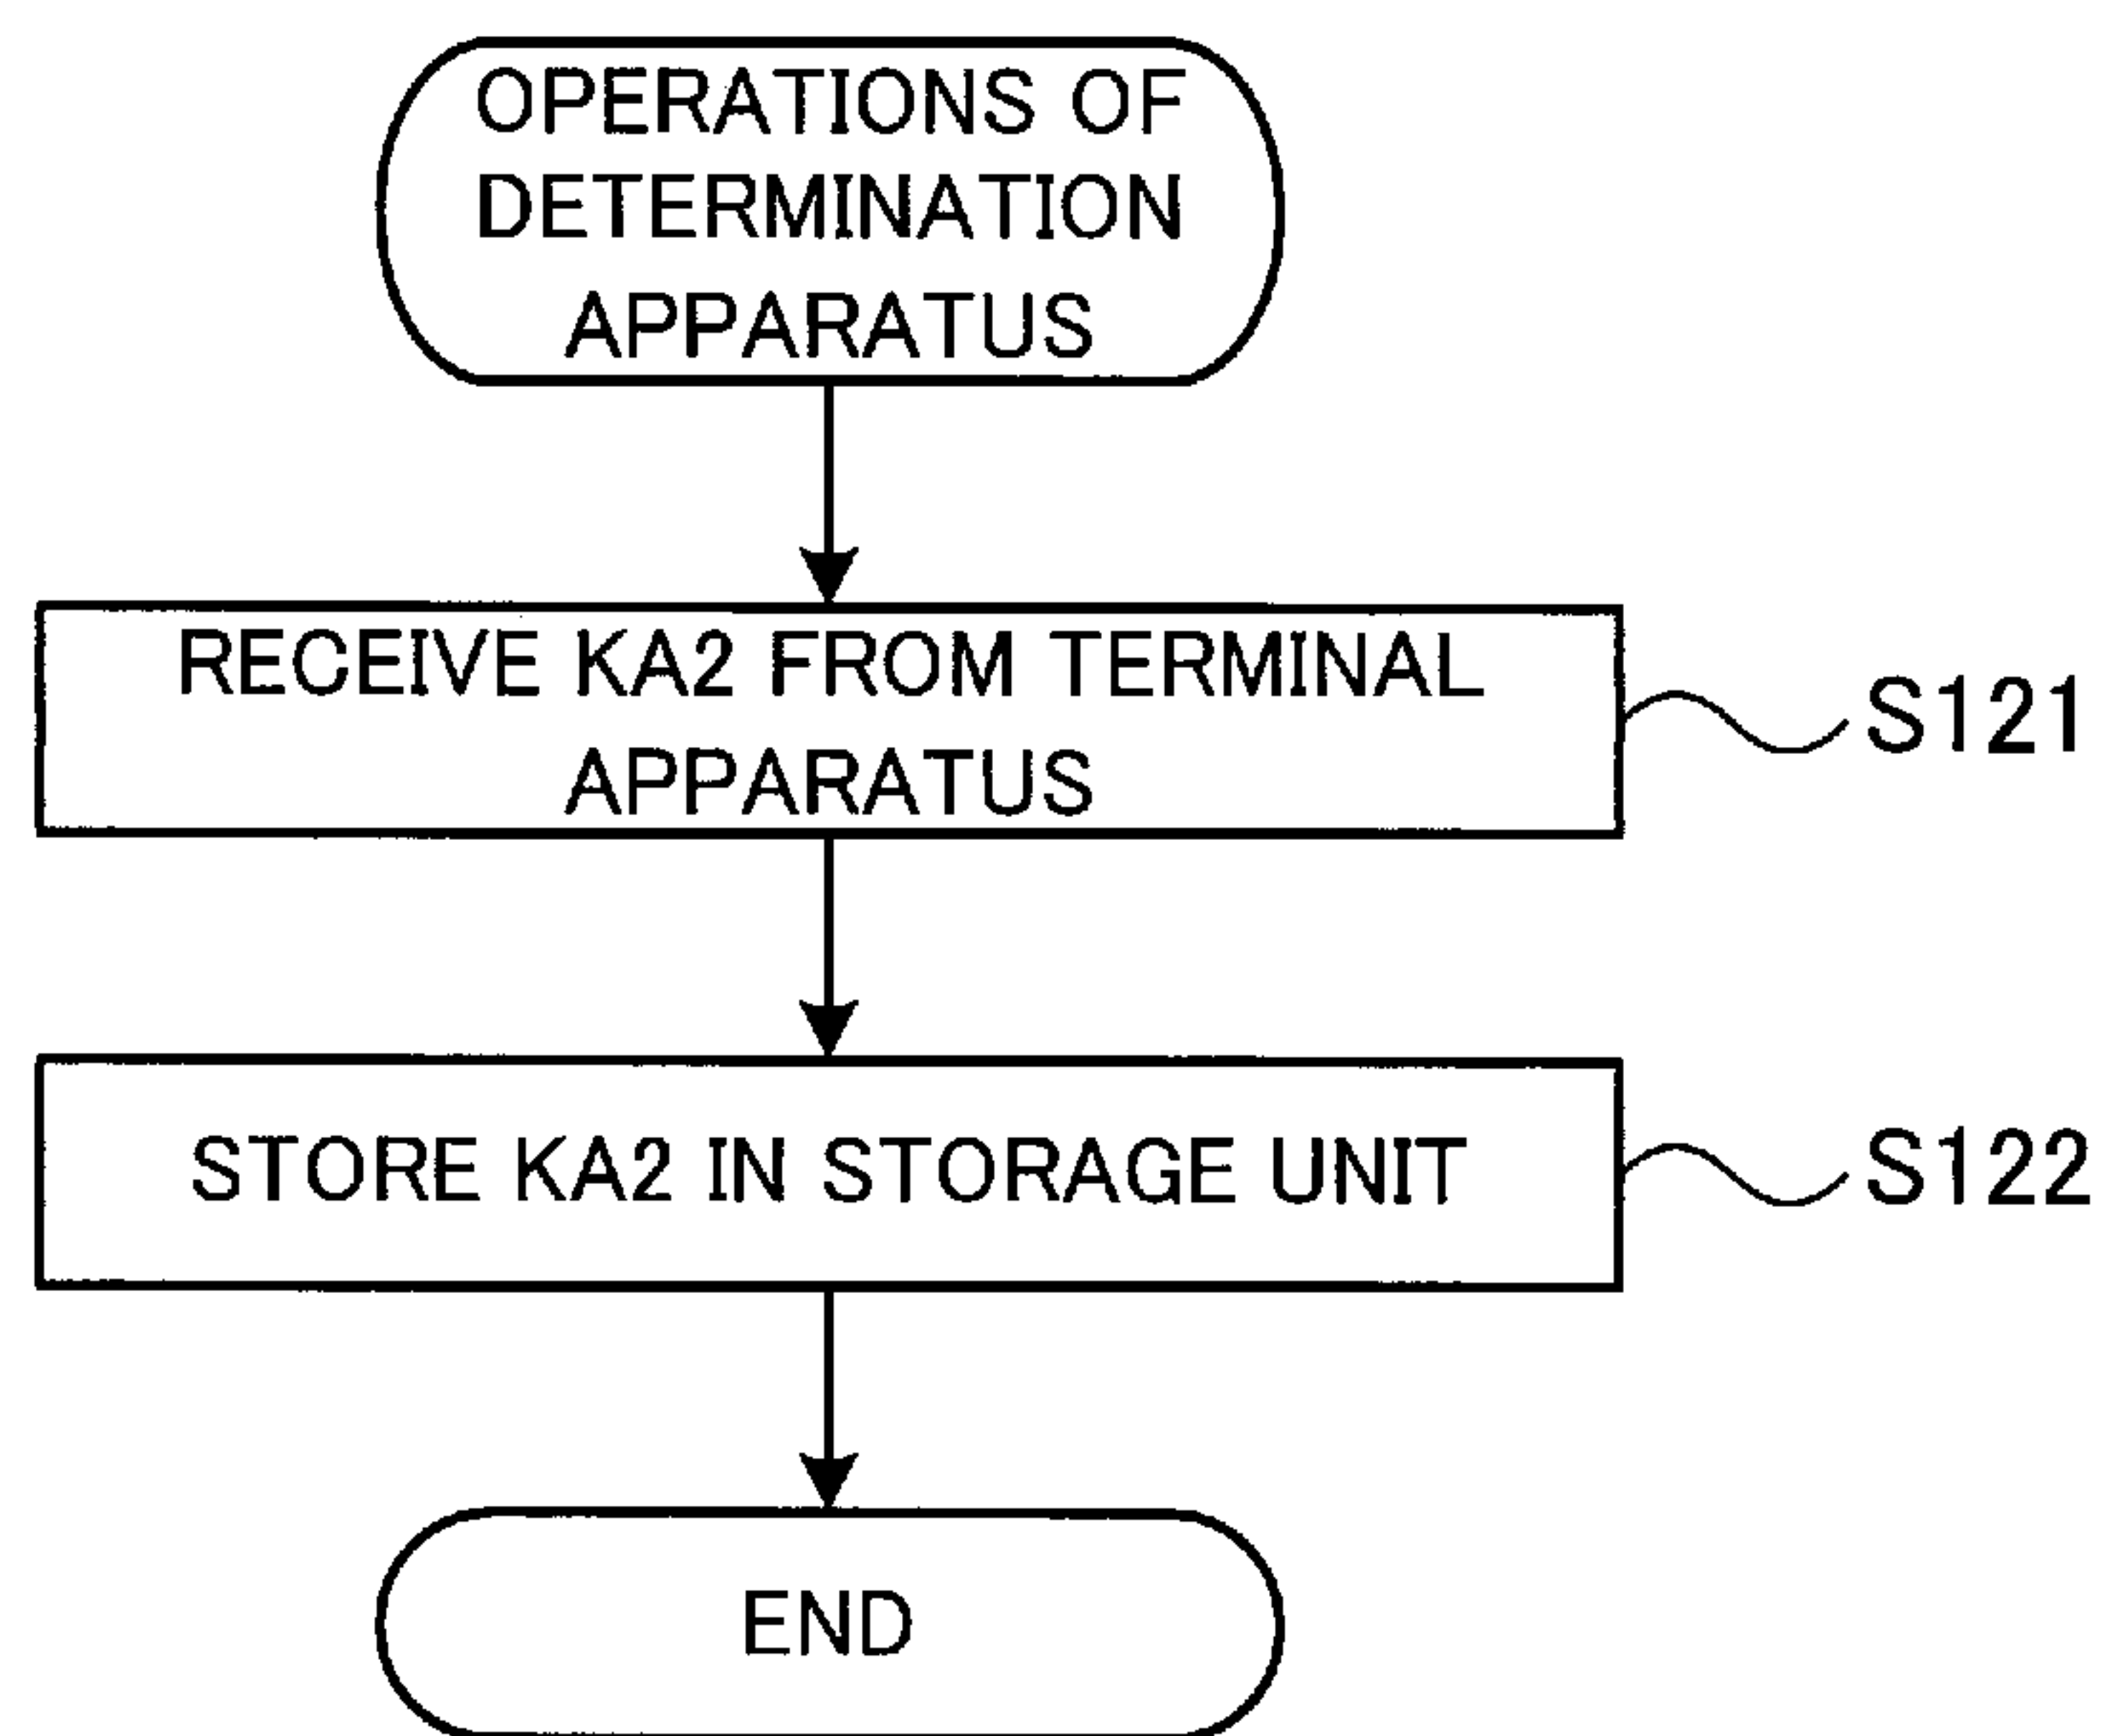 OPERATIONS OF
DETERMINATION
APPARATUS
RECEIVE KA2 FROM TERMINAL
APPARATUS
S121
STORE KA2 IN STORAGE UNIT
S122
END